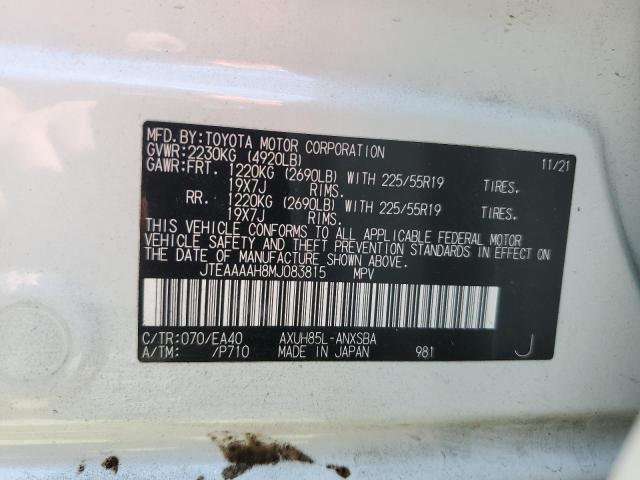 MFD.BY:TOYOTA MOTOR CORPORATION 11/21
GVWR:2230KG (4920LB)
GAWR:FRT. 1220KG (2690LB) WITH 225/55R19 TIRES.
19X7J RIMS.
RR. 1220KG (2690LB) WITH 225/55R19 TIRES.
19X7J RIMS.
THIS VEHICLE CONFORMS TO ALL APPLICABLE FEDERAL MOTOR
VEHICLE SAFETY AND THEFT PREVENTION STANDARDS IN EFFECT ON
THE DATE OF MANUFACTURE SHOWN ABOVE.
JTEAAAAH8MJ083815 MPV
C/TR:070/EA40 AXUH85L-ANXSBA
A/TM: /P710 MADE IN JAPAN 981 J